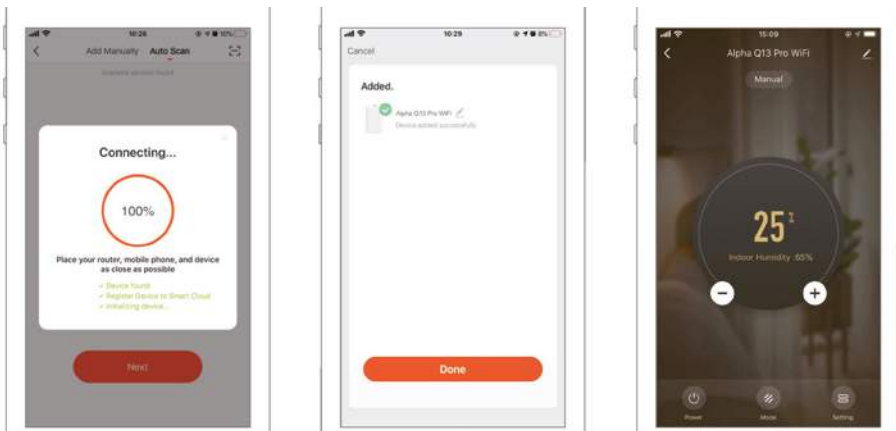 10:26
10%
Add Manually Auto Scan
Connecting...
100%
Place your router, mobile phone, and device
as close as possible
✓ Device found
✓ Register Device to Smart Cloud
✓ Initializing device...
Next
10:29
8%
Cancel
Added.
Alpha Q13 Pro WiFi
Device added successfully
Done
15:09
Alpha Q13 Pro WiFi
Manual
25
Indoor Humidity :65%
Power Mode Setting